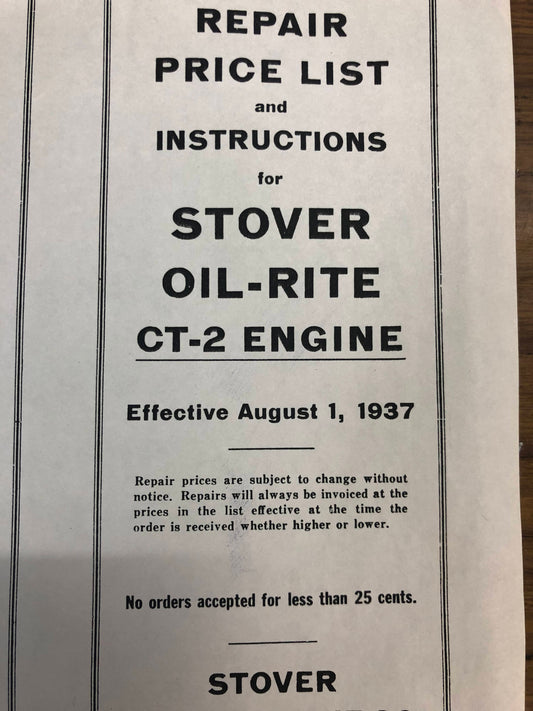 REPAIR
PRICE LIST
and
INSTRUCTIONS
for
STOVER
OIL-RITE
CT-2 ENGINE
Effective August 1, 1937
Repair prices are subject to change without
notice. Repairs will always be invoiced at the
prices in the list effective at the time the
order is received whether higher or lower.
No orders accepted for less than 25 cents.
STOVER